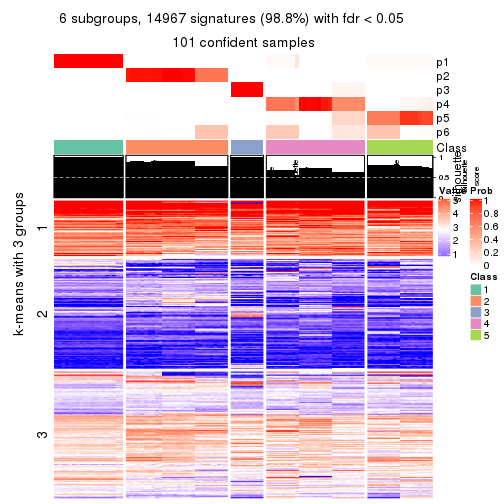 6 subgroups, 14967 signatures (98.8%) with fdr < 0.05
101 confident samples
p1
p2
p3
p4
p5
p6
Class
1
0.5
silhouette
score
k-means with 3 groups
1
2
3
Values
5
4
3
2
1
Prob
1
0.8
0.6
0.4
0.2
0
Class
1
2
3
4
5